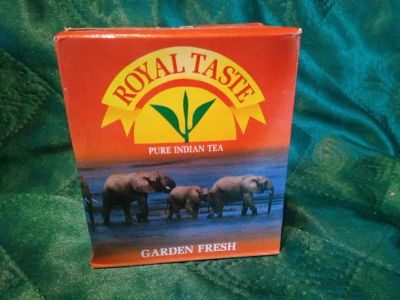 ROYAL TASTE
PURE INDIAN TEA
GARDEN FRESH